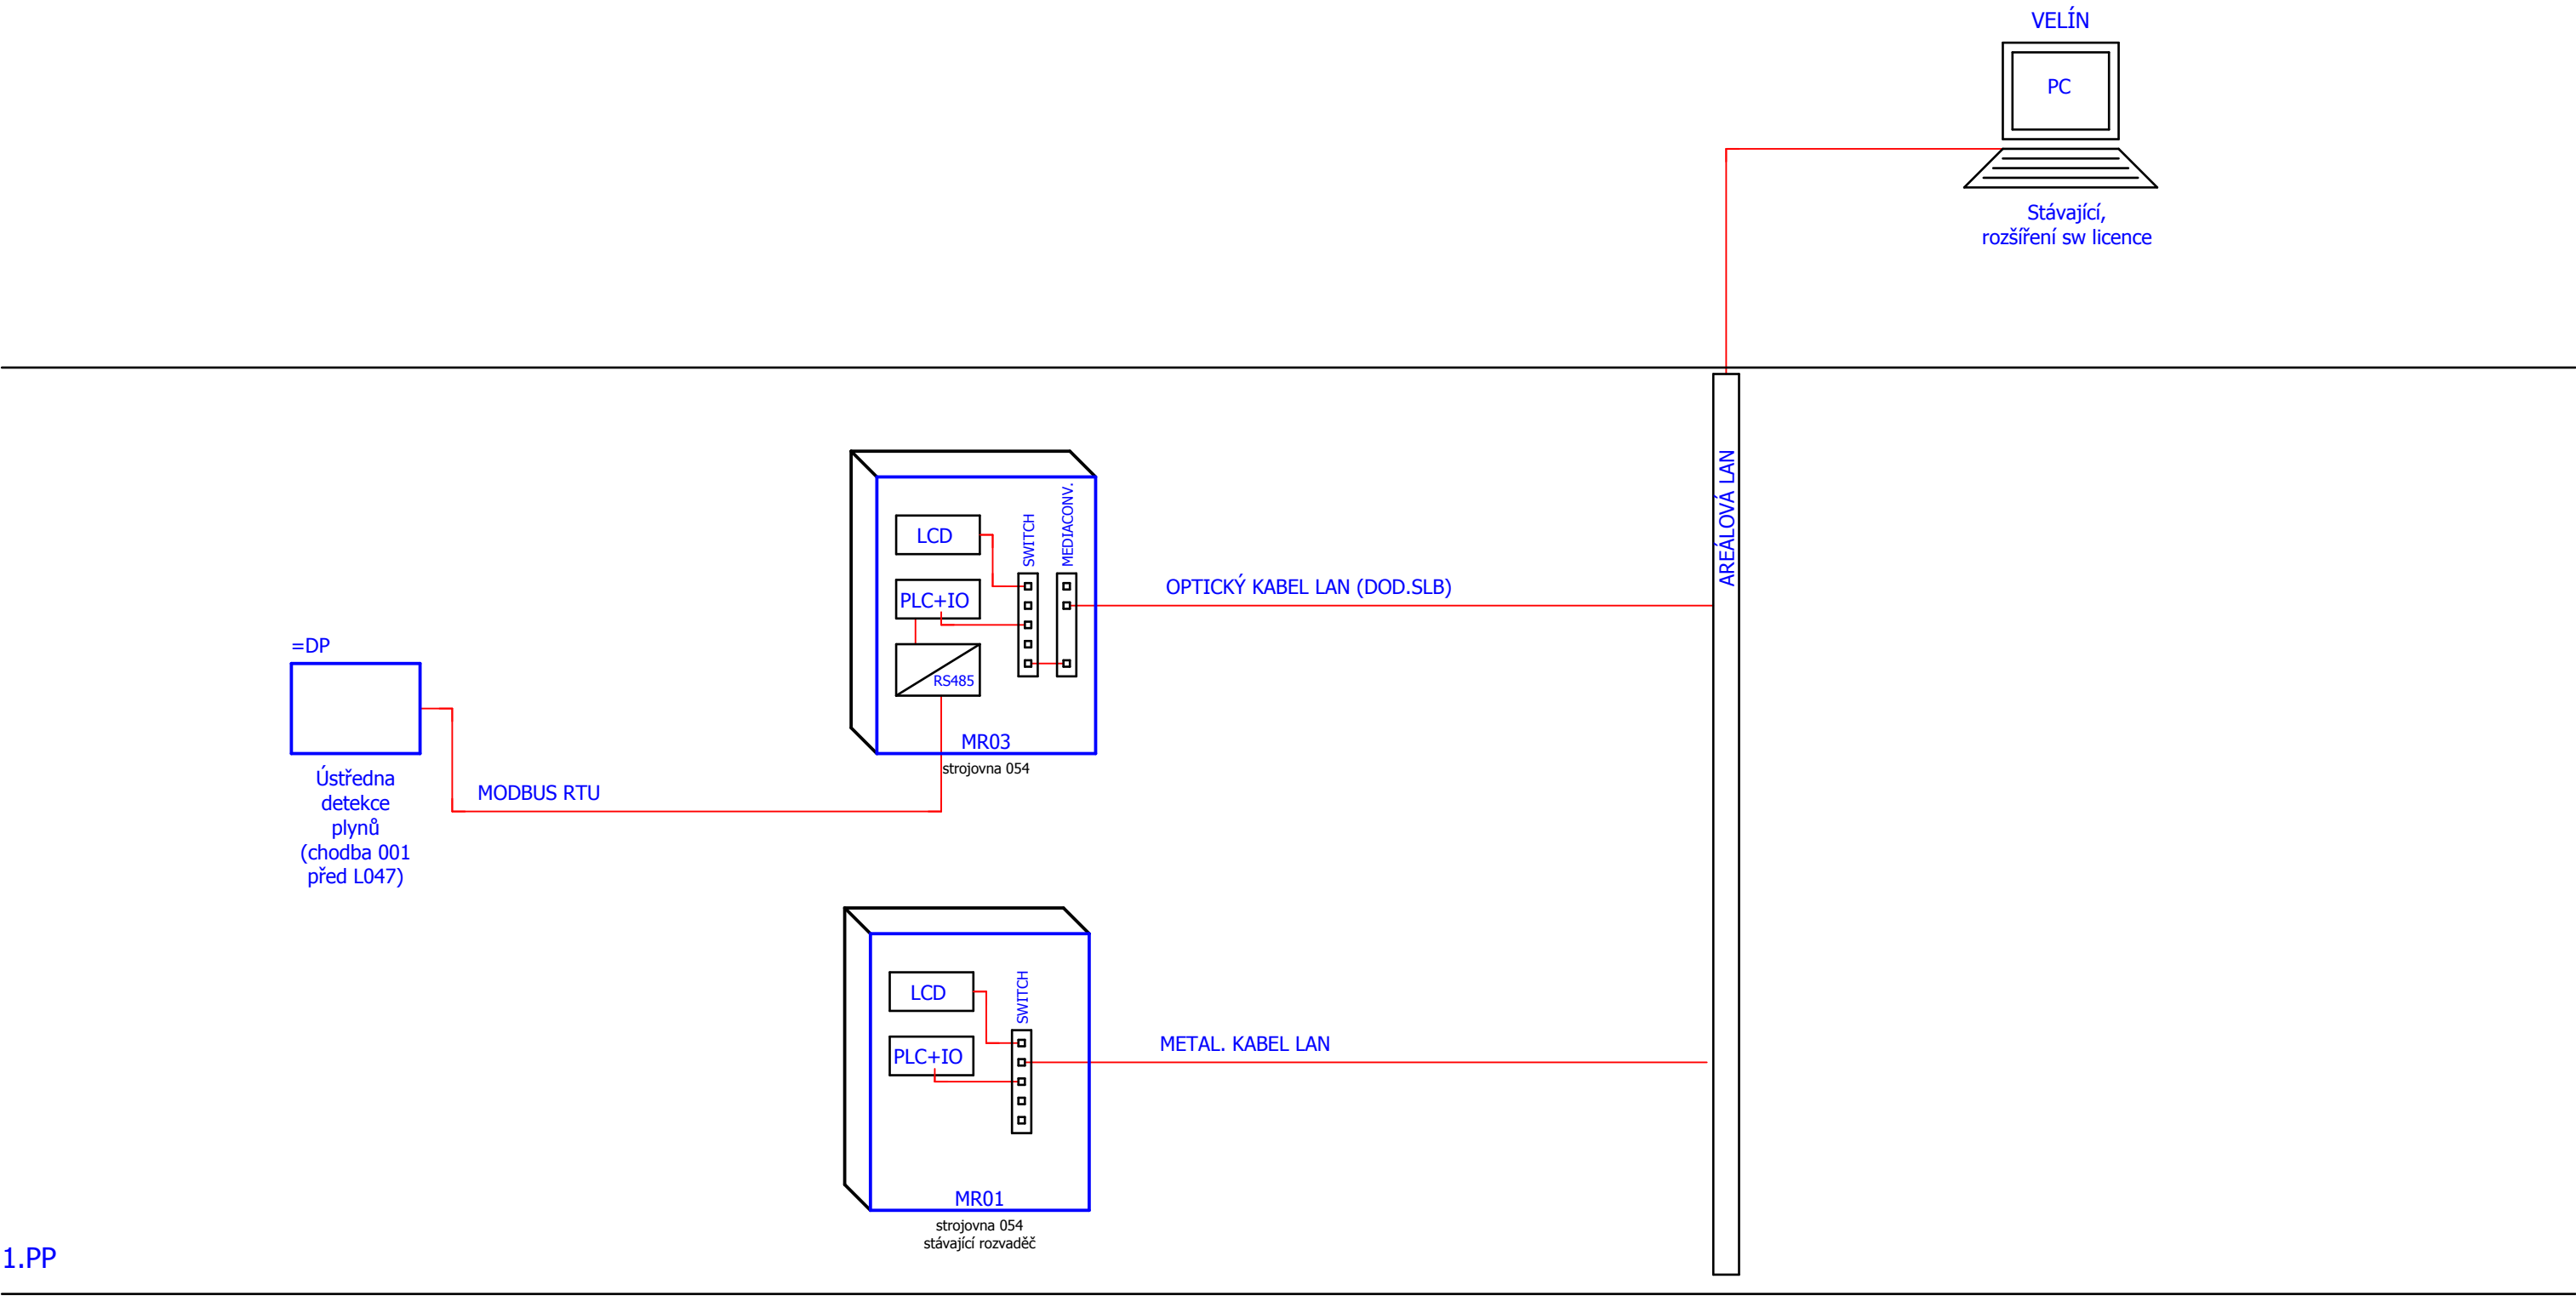 VELÍN
PC
Stávající,
rozšíření sw licence
AREÁLOVÁ LAN
LCD
SWITCH
MEDIACONV.
PLC+IO
RS485
OPTICKÝ KABEL LAN (DOD.SLB)
MR03
strojovna 054
=DP
Ústředna
detekce
plynů
(chodba 001
před L047)
MODBUS RTU
LCD
SWITCH
PLC+IO
METAL. KABEL LAN
MR01
strojovna 054
stávající rozvaděč
1.PP